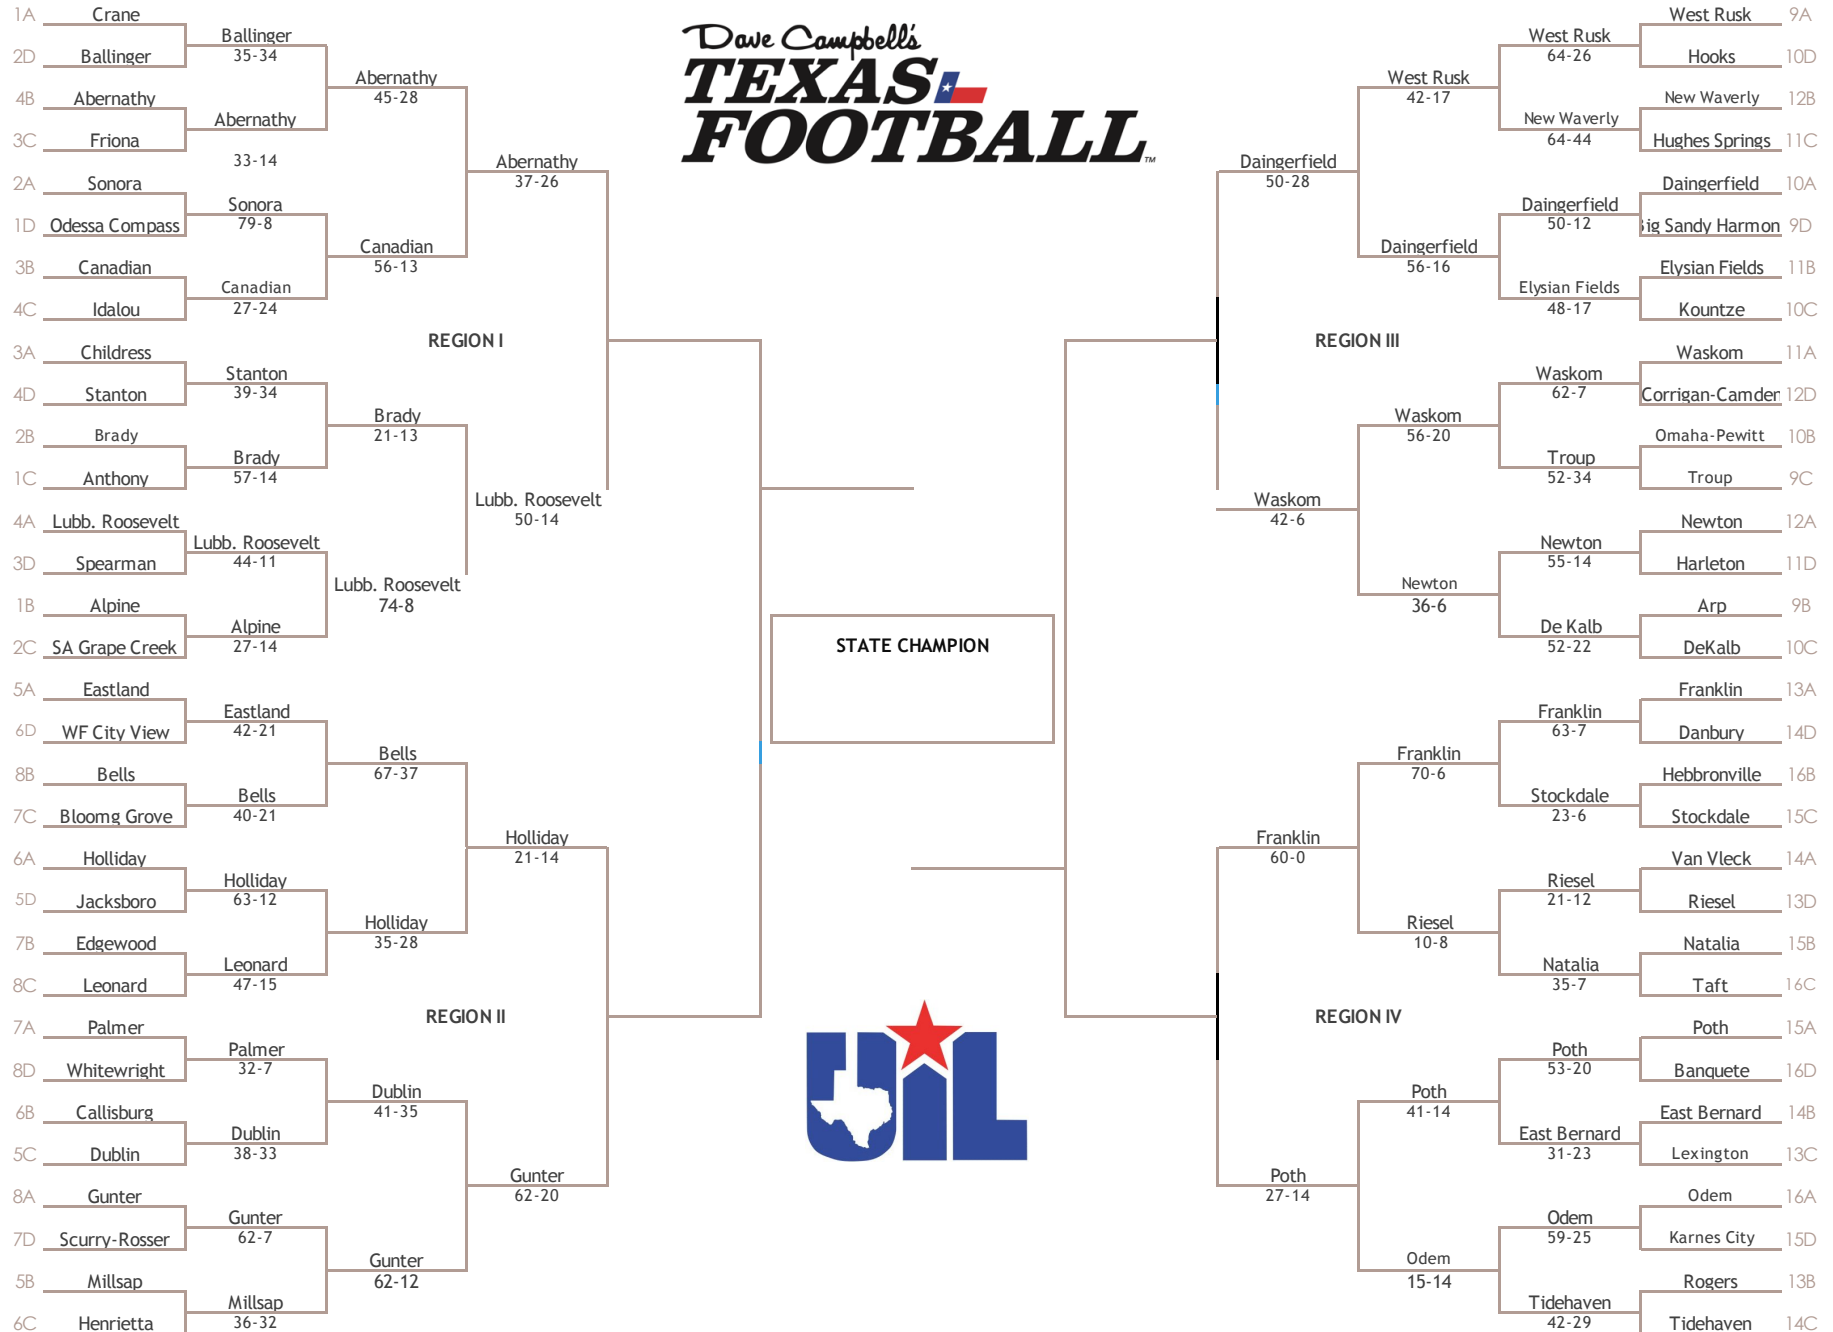 Dave Campbell's
TEXAS
FOOTBALL™
1A Crane
2D Ballinger
4B Abernathy
3C Friona
2A Sonora
1D Odessa Compass
3B Canadian
4C Idalou
3A Childress
4D Stanton
2B Brady
1C Anthony
4A Lubb. Roosevelt
3D Spearman
1B Alpine
2C SA Grape Creek
5A Eastland
6D WF City View
8B Bells
7C Bloomg Grove
6A Holliday
5D Jacksboro
7B Edgewood
8C Leonard
7A Palmer
8D Whitewright
6B Callisburg
5C Dublin
8A Gunter
7D Scurry-Rosser
5B Millsap
6C Henrietta
Ballinger
35-34
Abernathy
33-14
Sonora
79-8
Canadian
27-24
Stanton
39-34
Brady
57-14
Lubb. Roosevelt
44-11
Alpine
27-14
Eastland
42-21
Bells
40-21
Holliday
63-12
Leonard
47-15
Palmer
32-7
Dublin
38-33
Gunter
62-7
Millsap
36-32
Abernathy
45-28
Canadian
56-13
Brady
21-13
Lubb. Roosevelt
74-8
Bells
67-37
Holliday
35-28
Dublin
41-35
Gunter
62-12
Abernathy
37-26
REGION I
Lubb. Roosevelt
50-14
Holliday
21-14
REGION II
Gunter
62-20
STATE CHAMPION
UIL
Daingerfield
50-28
REGION III
Waskom
42-6
Franklin
60-0
REGION IV
Poth
27-14
West Rusk
42-17
Daingerfield
56-16
Waskom
56-20
Newton
36-6
Franklin
70-6
Riesel
10-8
Poth
41-14
Odem
15-14
West Rusk
64-26
New Waverly
64-44
Daingerfield
50-12
Elysian Fields
48-17
Waskom
62-7
Troup
52-34
Newton
55-14
De Kalb
52-22
Franklin
63-7
Stockdale
23-6
Riesel
21-12
Natalia
35-7
Poth
53-20
East Bernard
31-23
Odem
59-25
Tidehaven
42-29
West Rusk 9A
Hooks 10D
New Waverly 12B
Hughes Springs 11C
Daingerfield 10A
Sandy Harmon 9D
Elysian Fields 11B
Kountze 10C
Waskom 11A
Corrigan-Camden 12D
Omaha-Pewitt 10B
Troup 9C
Newton 12A
Harleton 11D
Arp 9B
DeKalb 10C
Franklin 13A
Danbury 14D
Hebbronville 16B
Stockdale 15C
Van Vleck 14A
Riesel 13D
Natalia 15B
Taft 16C
Poth 15A
Banquete 16D
East Bernard 14B
Lexington 13C
Odem 16A
Karnes City 15D
Rogers 13B
Tidehaven 14C